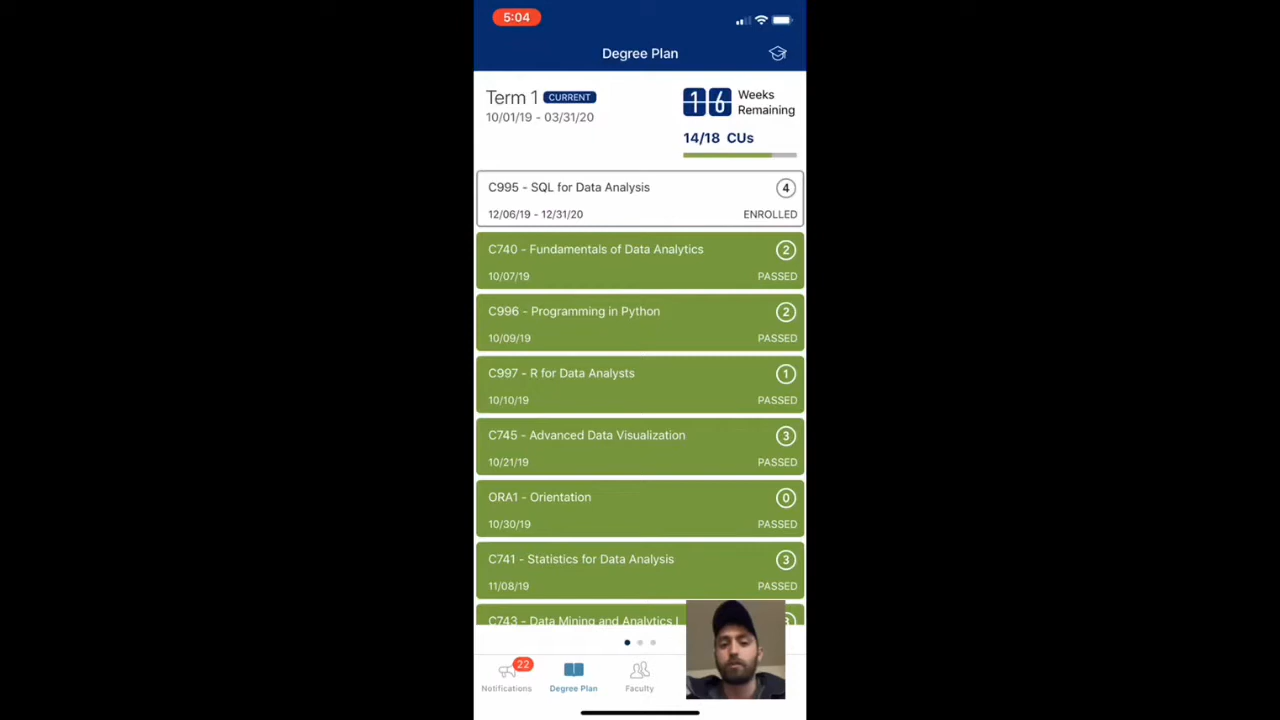 5:04
Degree Plan
Term 1 CURRENT
10/01/19 - 03/31/20
16 Weeks Remaining
14/18 CUs
C995 - SQL for Data Analysis 4
12/06/19 - 12/31/20 ENROLLED
C740 - Fundamentals of Data Analytics 2
10/07/19 PASSED
C996 - Programming in Python 2
10/09/19 PASSED
C997 - R for Data Analysts 1
10/10/19 PASSED
C745 - Advanced Data Visualization 3
10/21/19 PASSED
ORA1 - Orientation 0
10/30/19 PASSED
C741 - Statistics for Data Analysis 3
11/08/19 PASSED
C743 - Data Mining and Analytics I
22
Notifications Degree Plan Faculty